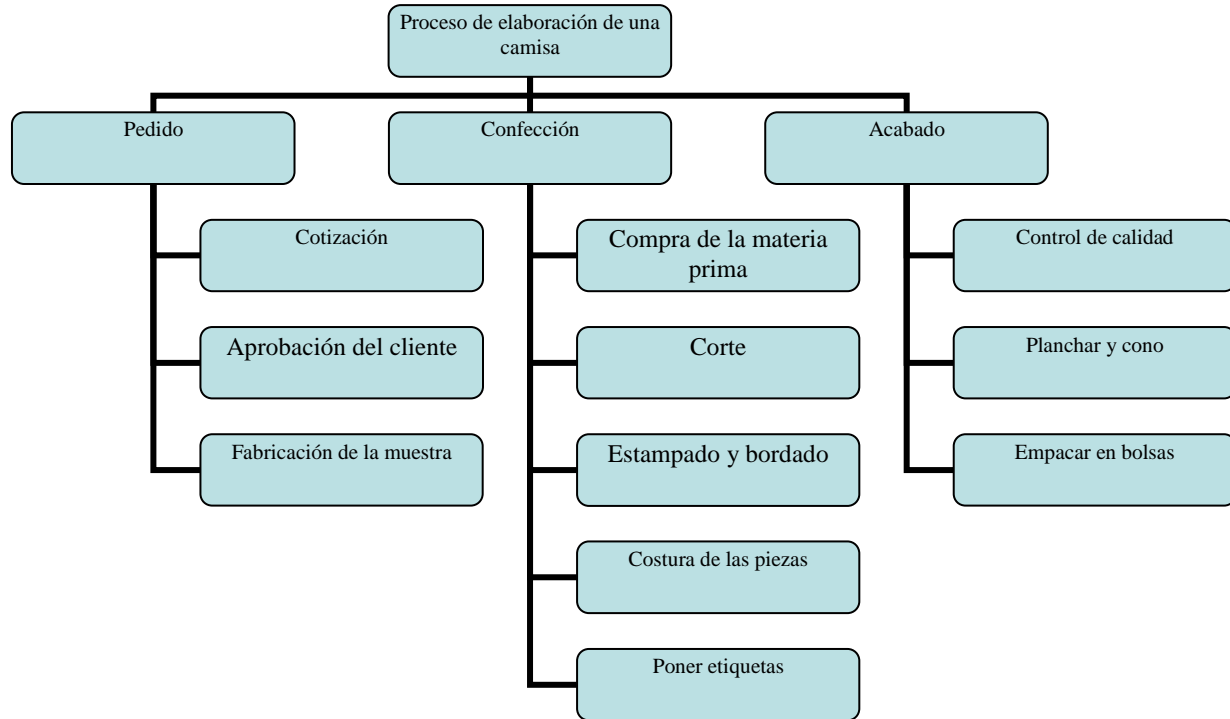 Proceso de elaboración de una
camisa
Pedido
Confección
Acabado
Cotización
Compra de la materia
prima
Control de calidad
Aprobación del cliente
Corte
Planchar y cono
Fabricación de la muestra
Estampado y bordado
Empacar en bolsas
Costura de las piezas
Poner etiquetas